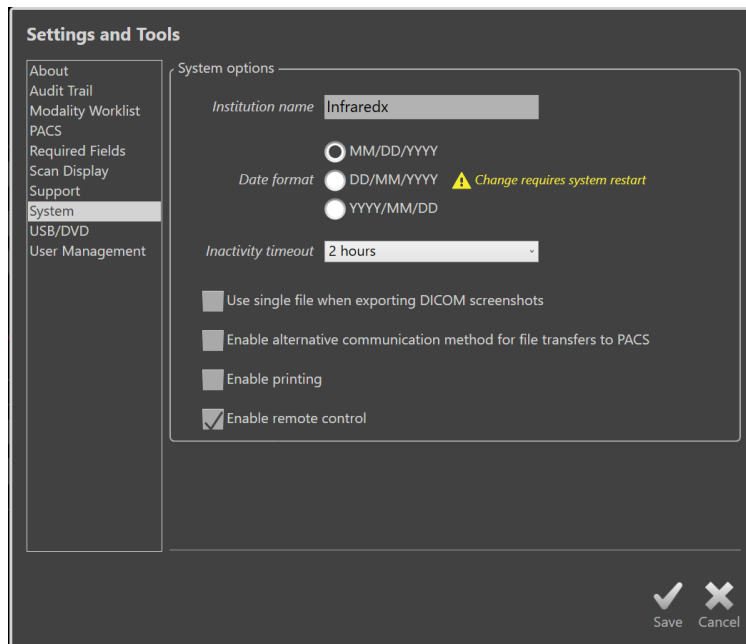 Settings and Tools
About
Audit Trail
Modality Worklist
PACS
Required Fields
Scan Display
Support
System
USB/DVD
User Management
System options
Institution name Infraredx
MM/DD/YYYY
Date format DD/MM/YYYY Change requires system restart
YYYY/MM/DD
Inactivity timeout 2 hours
Use single file when exporting DICOM screenshots
Enable alternative communication method for file transfers to PACS
Enable printing
Enable remote control
Save Cancel